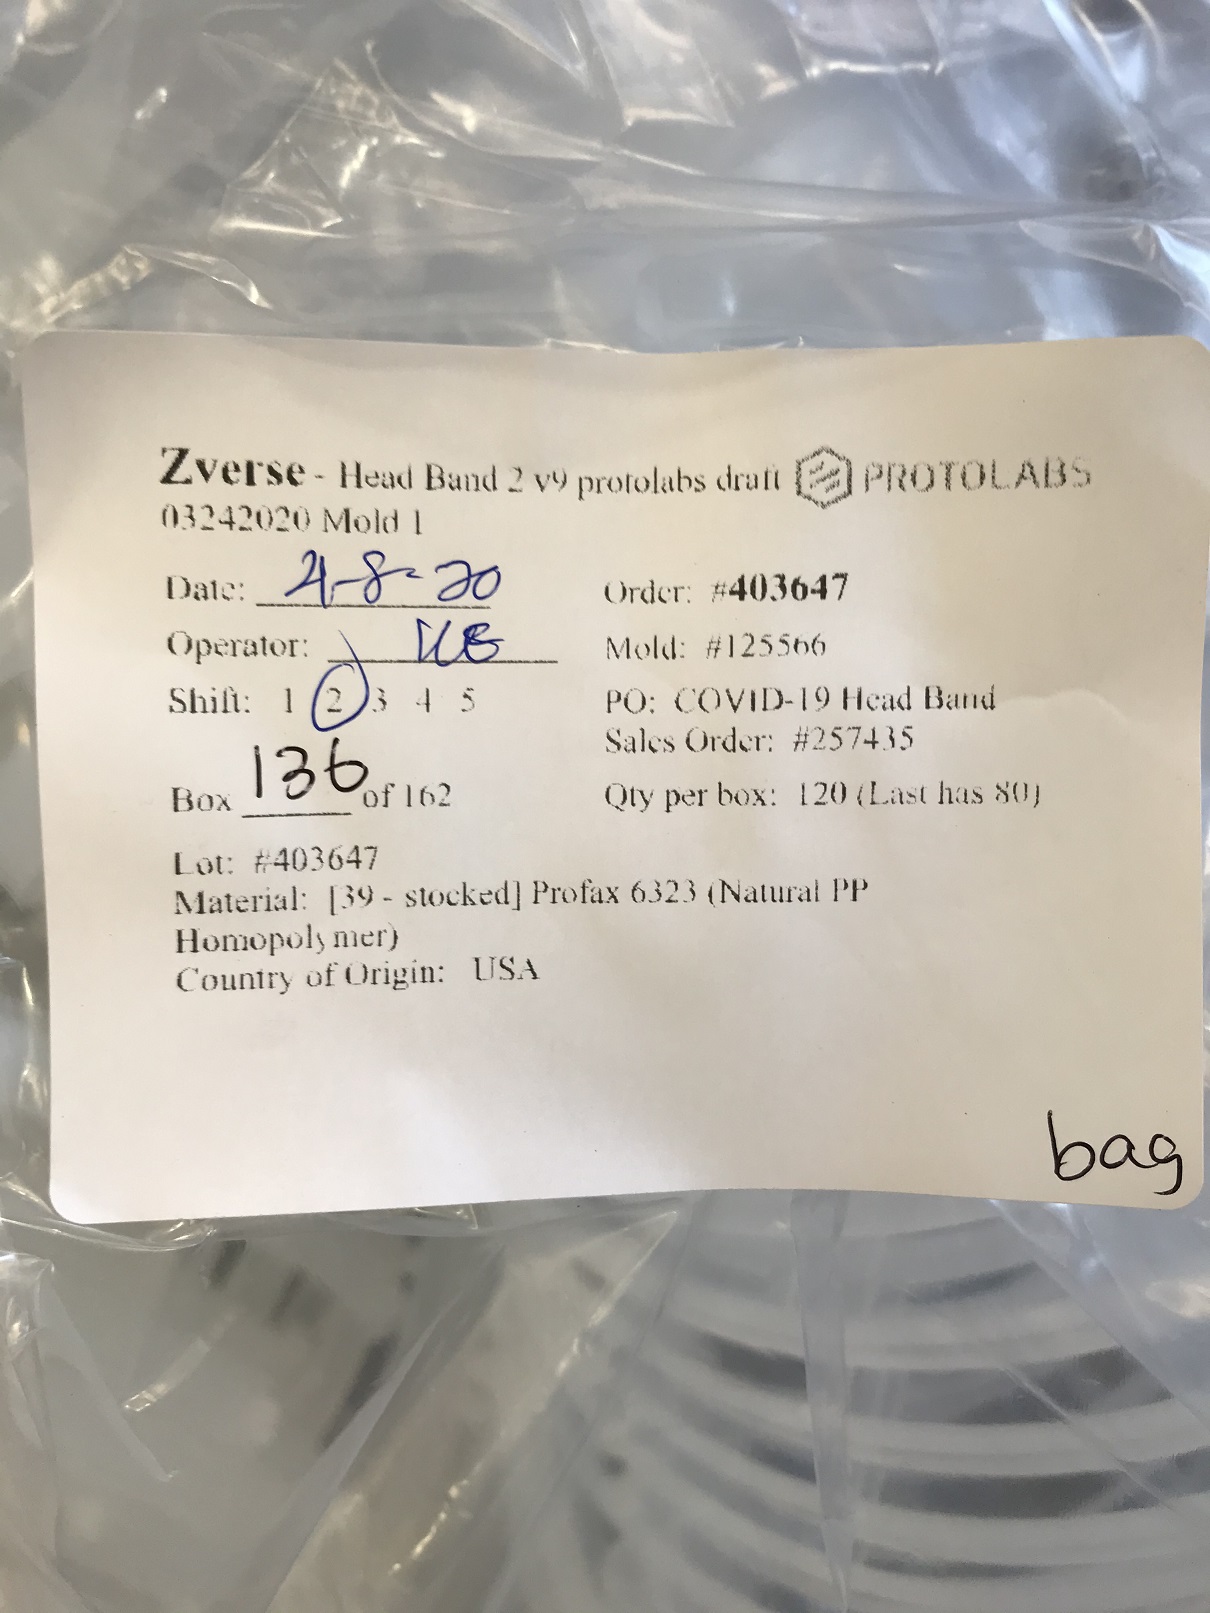 Zverse - Head Band 2 v9 protolabs draft PROTOLABS
03242020 Mold 1
Date: 4-8-20 Order: #403647
Operator: KB Mold: #125566
Shift: 1 2 3 4 5 PO: COVID-19 Head Band
Sales Order: #257435
Box 136 of 162 Qty per box: 120 (Last has 80)
Lot: #403647
Material: [39 - stocked] Profax 6323 (Natural PP
Homopolymer)
Country of Origin: USA
bag